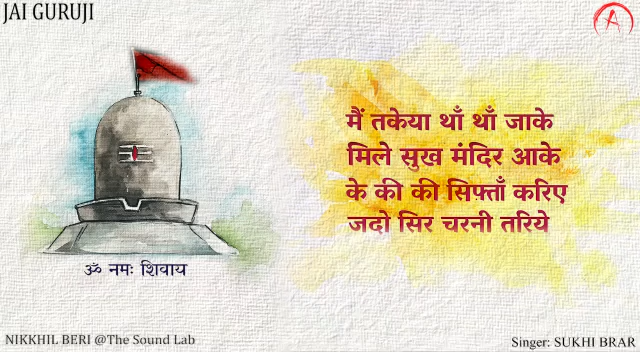 JAI GURUJI
मैं तकेया थाँ थाँ जाके
मिले सुख मंदिर आके
के की की सिफ्ताँ करिए
जदो सिर चरनी तरिये
ॐ नमः शिवाय
NIKKHIL BERI @The Sound Lab
Singer: SUKHI BRAR